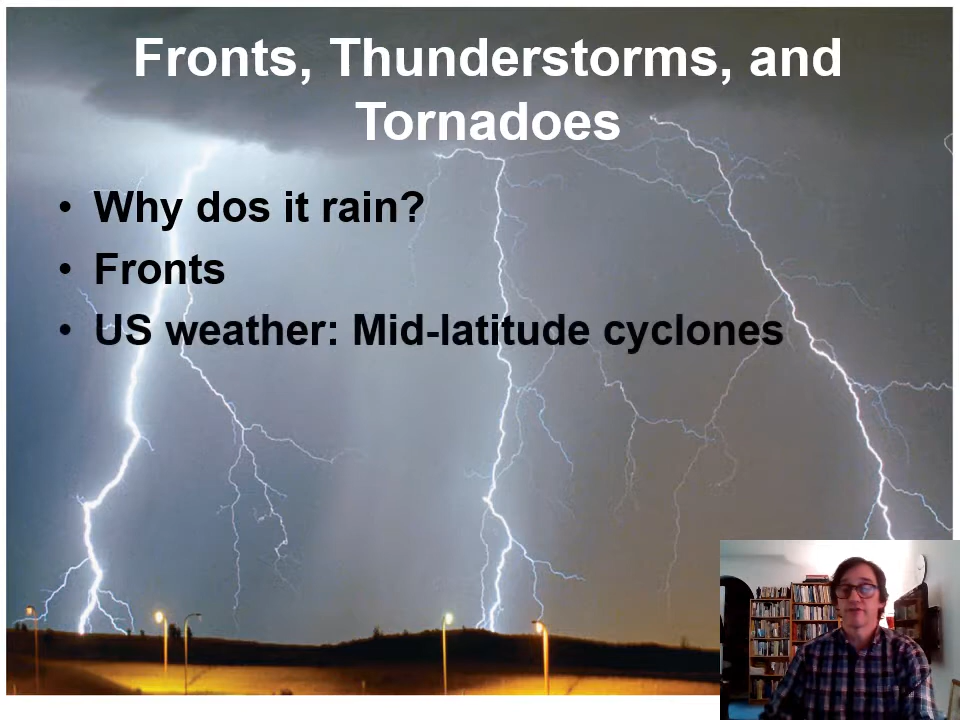 Fronts, Thunderstorms, and
Tornadoes
• Why dos it rain?
• Fronts
• US weather: Mid-latitude cyclones